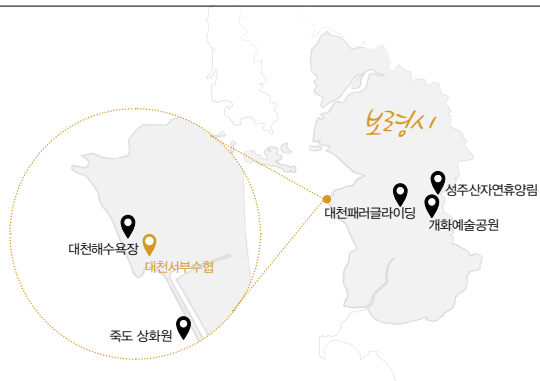 보령시
성주산자연휴양림
대천패러글라이딩
개화예술공원
대천해수욕장
대천서부수협
죽도 상화원